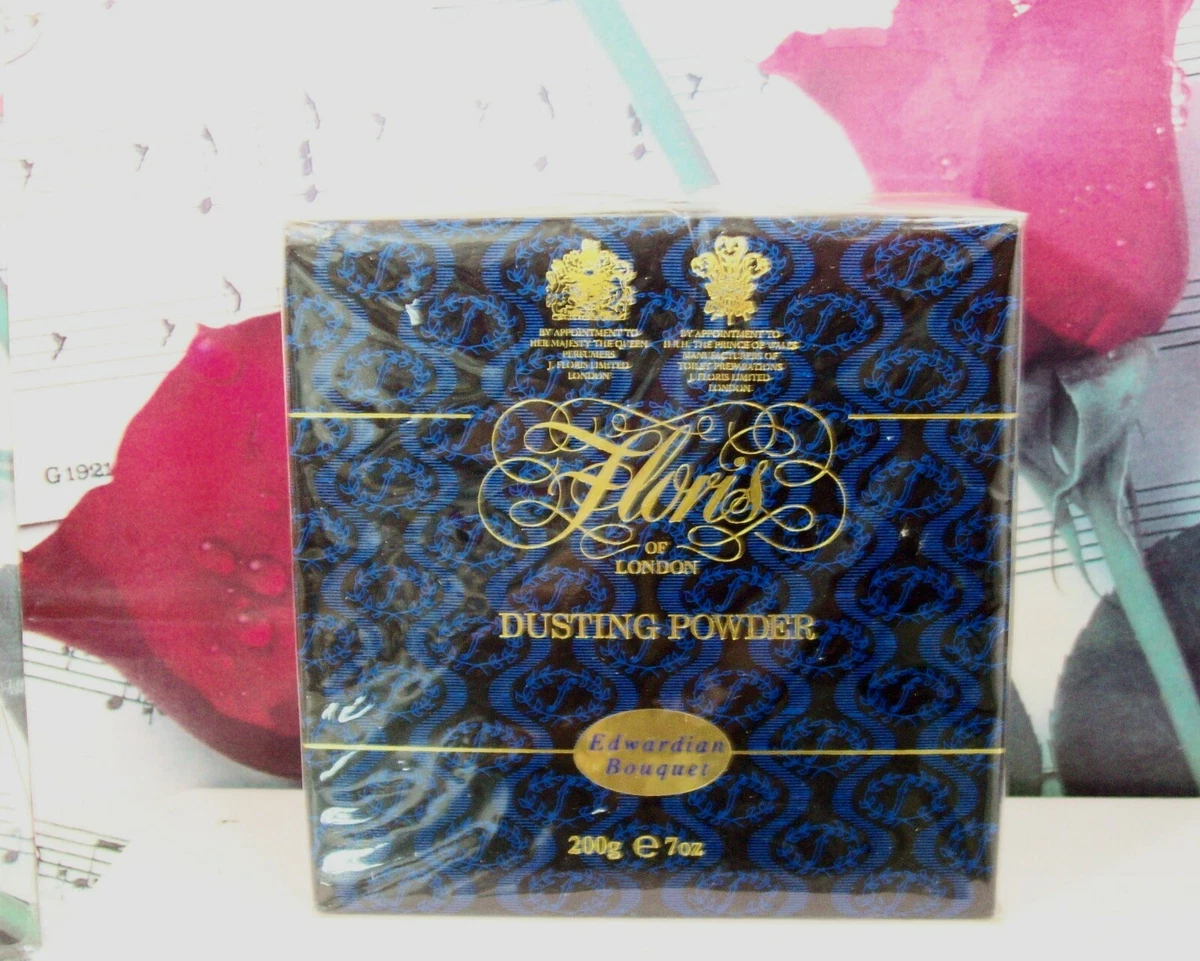 BY APPOINTMENT TO
HER MAJESTY THE QUEEN
PERFUMERS
J. FLORIS LIMITED
LONDON
BY APPOINTMENT TO
H.R.H. THE PRINCE OF WALES
MANUFACTURERS OF
TOILET PREPARATIONS
J. FLORIS LIMITED
LONDON
Floris
OF
LONDON
DUSTING POWDER
Edwardian
Bouquet
200g ℮ 7oz
G 1921